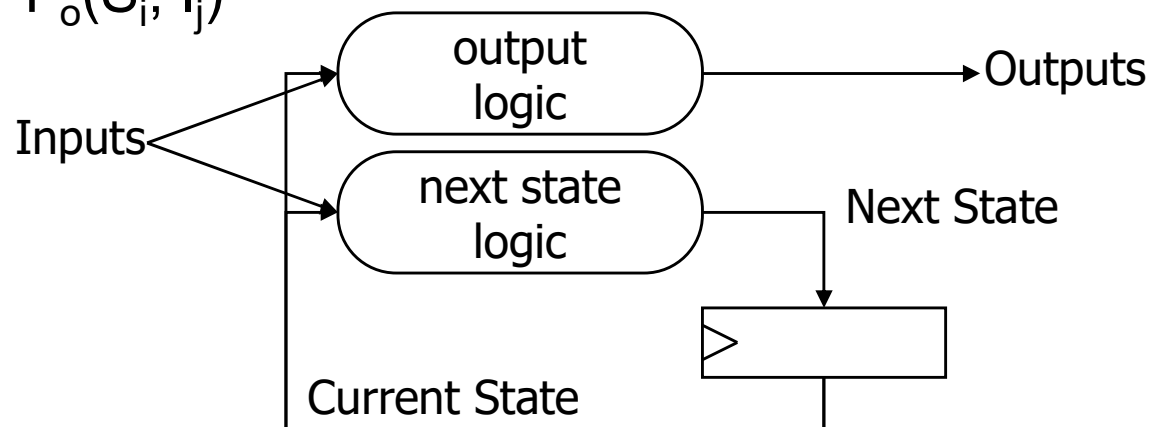 output
logic
Outputs
Inputs
next state
logic
Next State
Current State